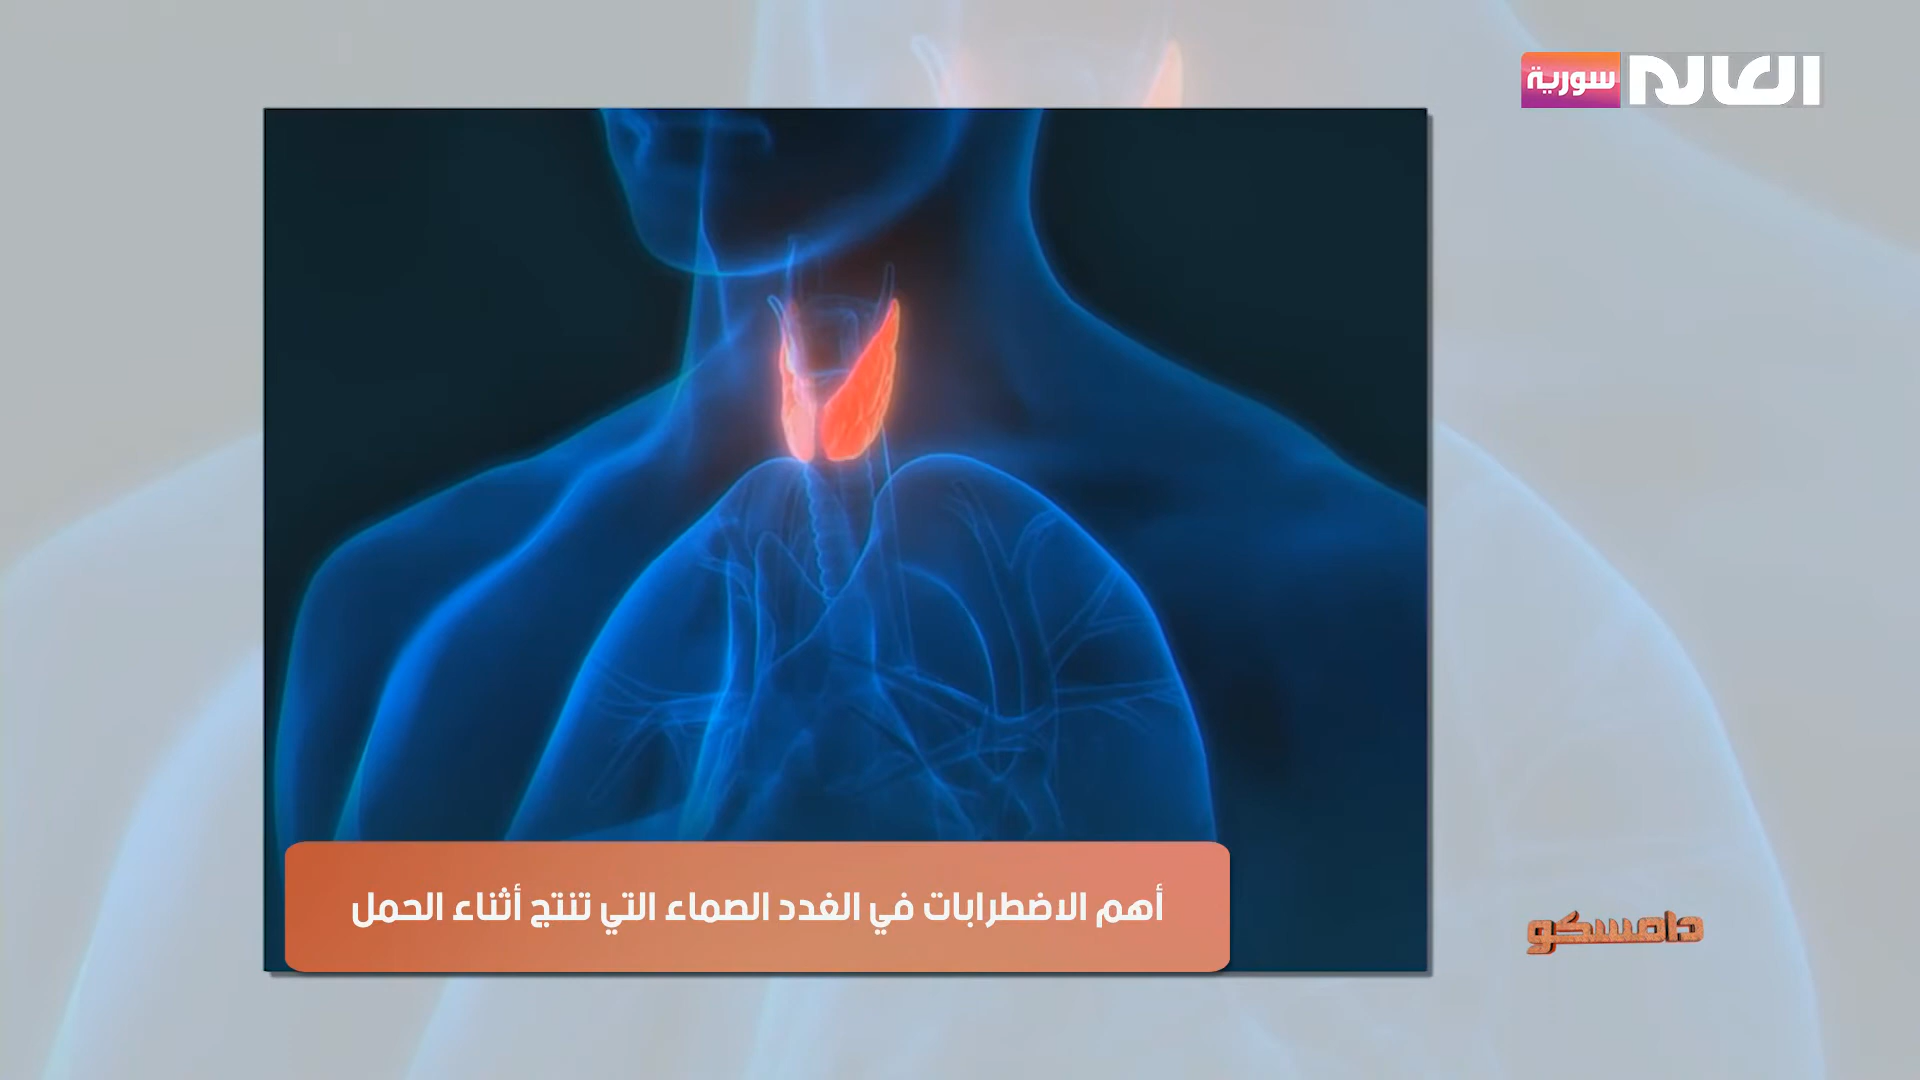 العالم سورية
أهم الاضطرابات في الغدد الصماء التي تنتج أثناء الحمل
دامسكو